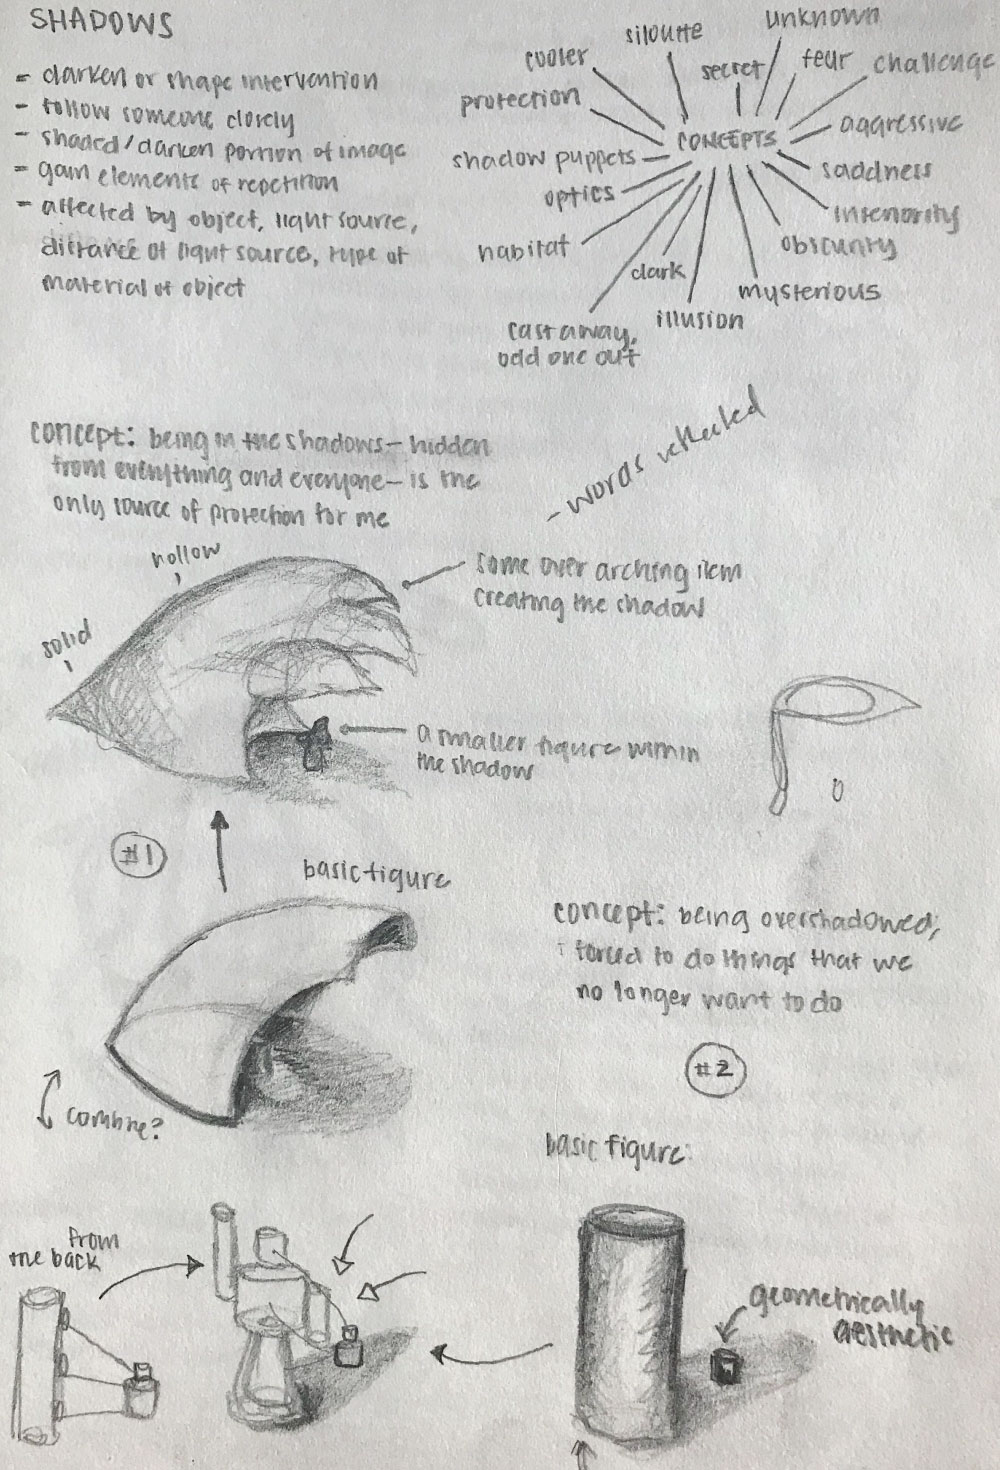 SHADOWS
- darken or shape intervention
- follow someone closely
- shaded/darken portion of image
- gain elements of repetition
- affected by object, light source,
distance of light source, type of
material of object
CONCEPTS
cooler
siloutte
secret
unknown
fear
challenge
aggressive
saddness
inferiority
obscurity
mysterious
illusion
dark
castaway,
odd one out
habitat
optics
shadow puppets
protection
concept: being in the shadows - hidden
from everything and everyone - is the
only source of protection for me
- words reflected
hollow
solid
some over arching item
creating the shadow
a smaller figure within
the shadow
#1
basic figure
combine?
concept: being overshadowed,
forced to do things that we
no longer want to do
#2
basic figure:
from
the back
geometrically
aesthetic